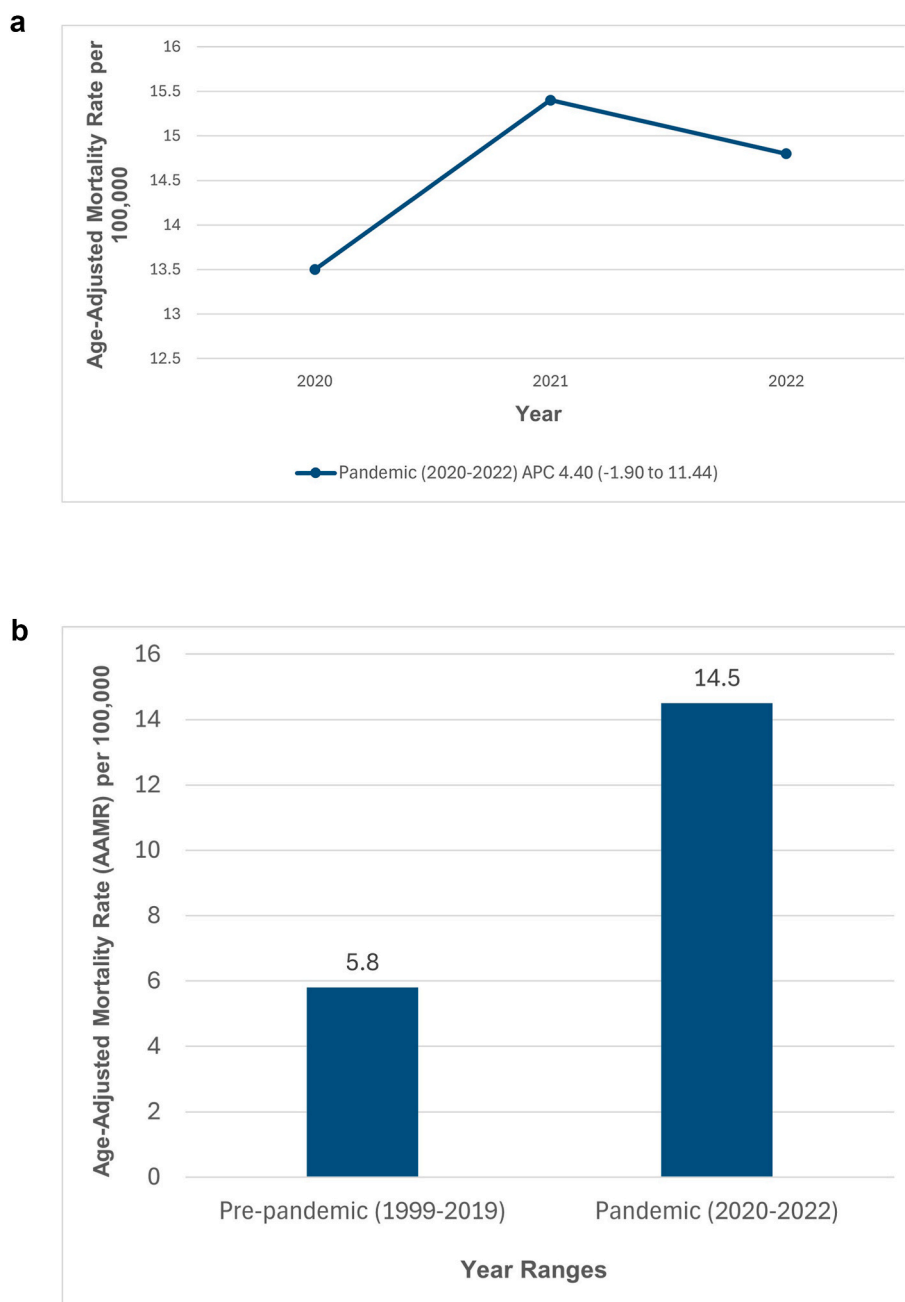 a
Age-Adjusted Mortality Rate per
100,000
16
15.5
15
14.5
14
13.5
13
12.5
2020
2021
2022
Year
Pandemic (2020-2022) APC 4.40 (-1.90 to 11.44)
b
Age-Adjusted Mortality Rate (AAMR) per 100,000
16
14
12
10
8
6
4
2
0
5.8
14.5
Pre-pandemic (1999-2019)
Pandemic (2020-2022)
Year Ranges